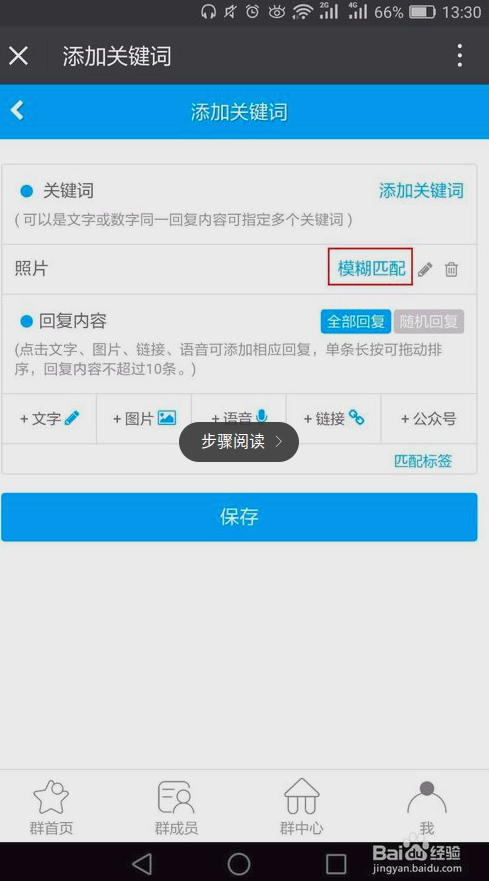 2G 4G 66% 13:30
添加关键词
添加关键词
关键词 添加关键词
(可以是文字或数字同一回复内容可指定多个关键词)
照片 模糊匹配
回复内容 全部回复 随机回复
(点击文字、图片、链接、语音可添加相应回复，单条长按可拖动排
序，回复内容不超过10条。)
+文字 +图片 +语音 +链接 +公众号
步骤阅读
匹配标签
保存
群首页 群成员 群中心 我
Baidu经验
jingyan.baidu.com